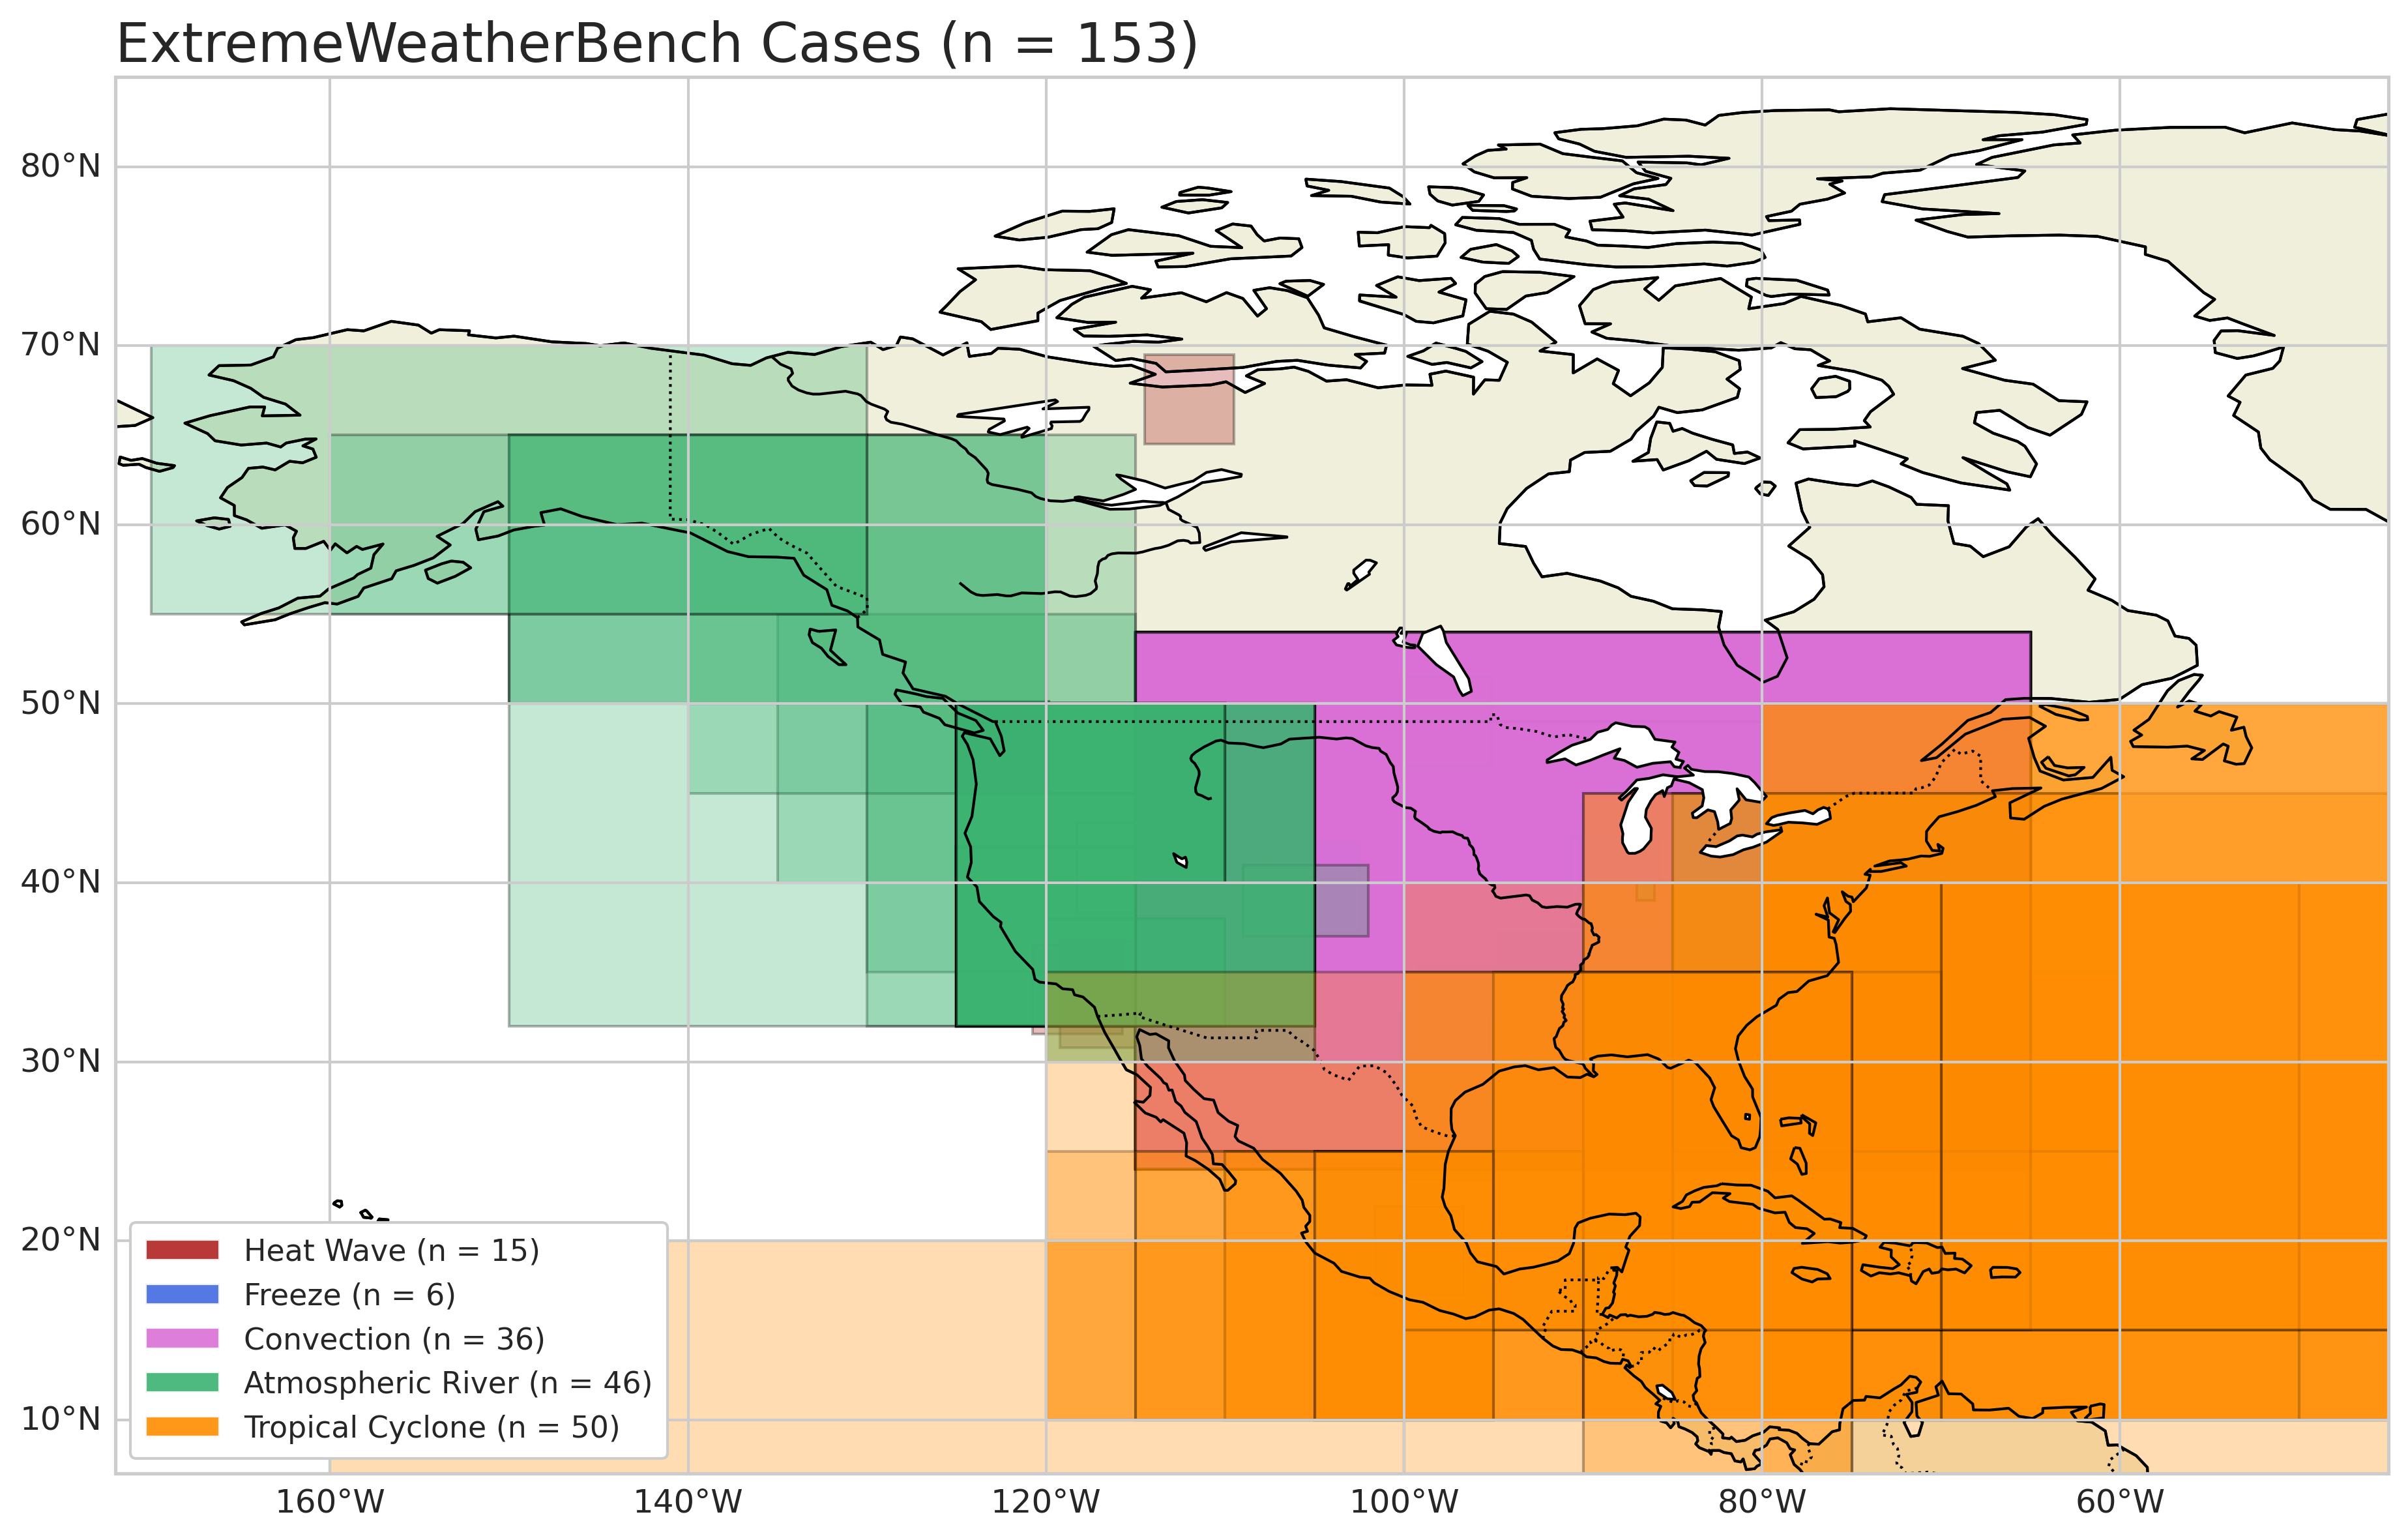 ExtremeWeatherBench Cases (n = 153)
80°N
70°N
60°N
50°N
40°N
30°N
20°N
10°N
Heat Wave (n = 15)
Freeze (n = 6)
Convection (n = 36)
Atmospheric River (n = 46)
Tropical Cyclone (n = 50)
160°W
140°W
120°W
100°W
80°W
60°W